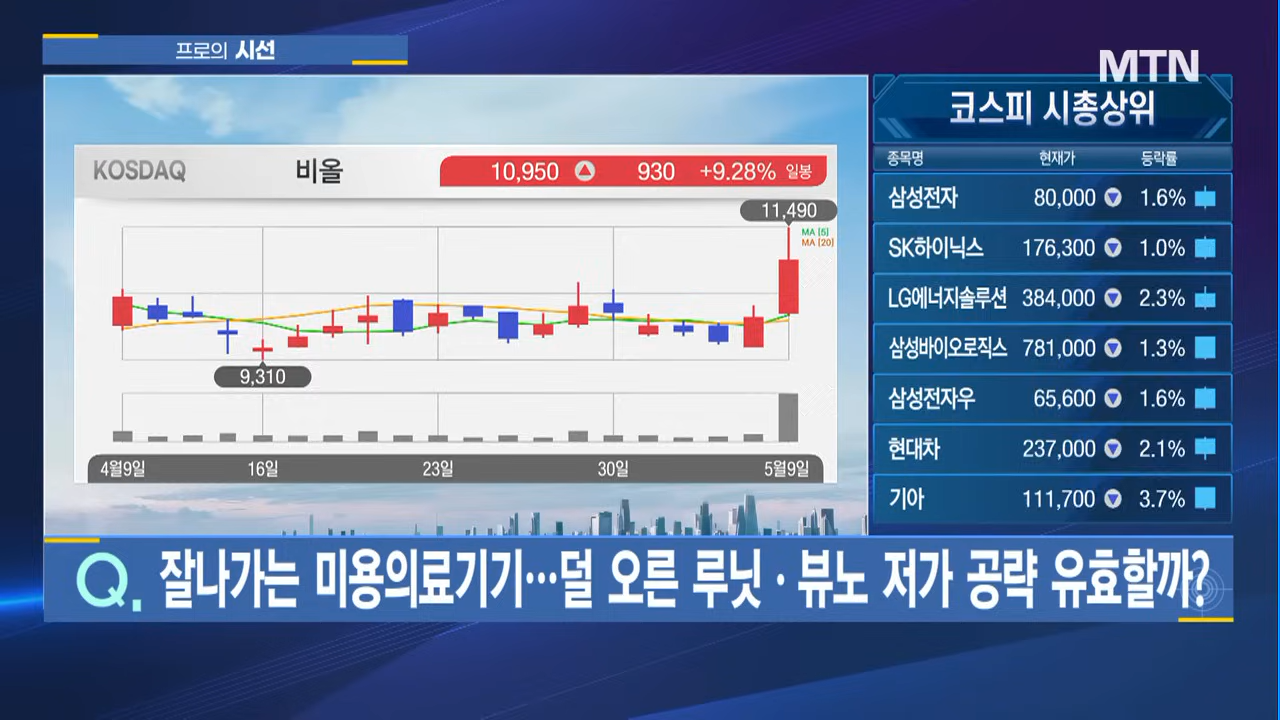 프로의 시선
MTN
KOSDAQ 비올 10,950 930 +9.28% 일봉
11,490
MA [5]
MA [20]
9,310
4월9일 16일 23일 30일 5월9일
코스피 시총상위
종목명 현재가 등락률
삼성전자 80,000 1.6%
SK하이닉스 176,300 1.0%
LG에너지솔루션 384,000 2.3%
삼성바이오로직스 781,000 1.3%
삼성전자우 65,600 1.6%
현대차 237,000 2.1%
기아 111,700 3.7%
Q. 잘나가는 미용의료기기…덜 오른 루닛·뷰노 저가 공략 유효할까?